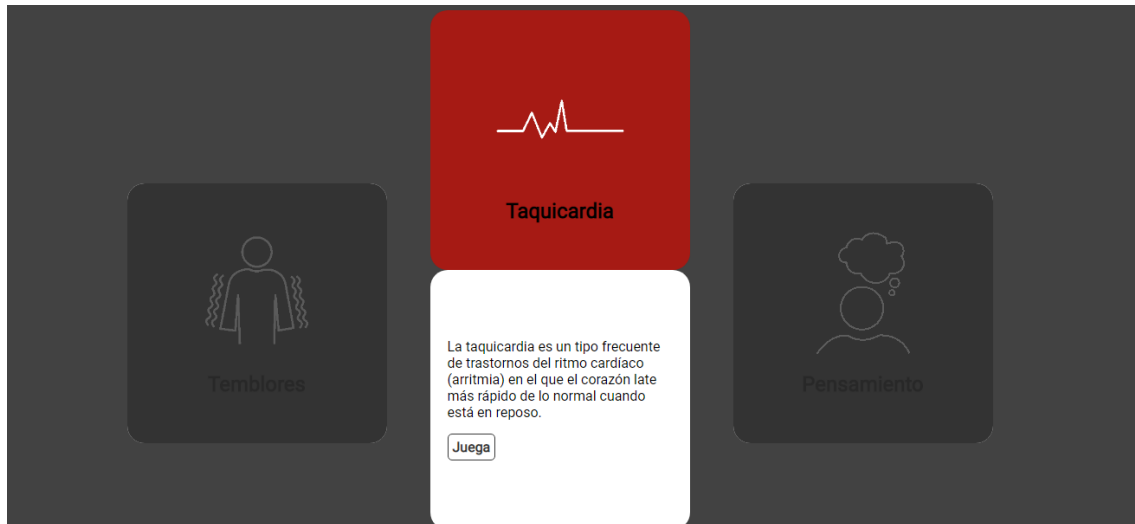 Taquicardia
Temblores
La taquicardia es un tipo frecuente
de trastornos del ritmo cardíaco
(arritmia) en el que el corazón late
más rápido de lo normal cuando
está en reposo.
Juega
Pensamiento